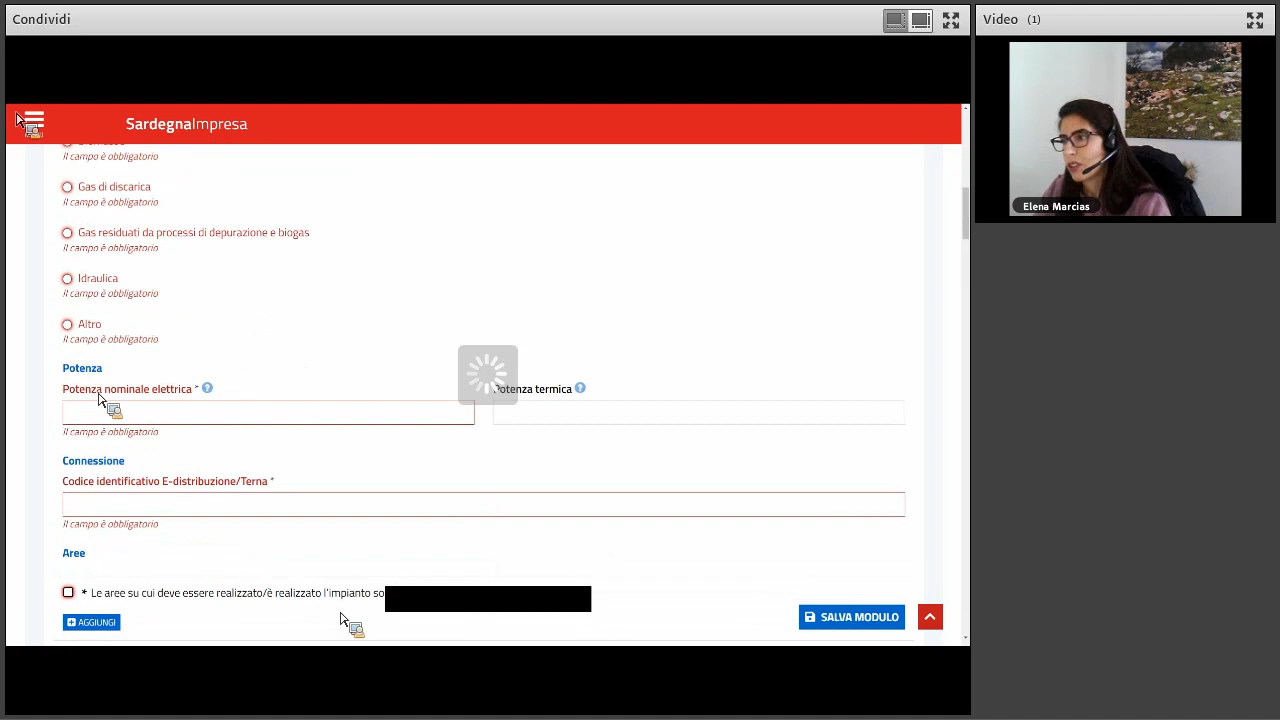 Condividi
Video (1)
SardegnaImpresa
Il campo è obbligatorio
Gas di discarica
Il campo è obbligatorio
Gas residuati da processi di depurazione e biogas
Il campo è obbligatorio
Idraulica
Il campo è obbligatorio
Altro
Il campo è obbligatorio
Potenza
Potenza nominale elettrica *
Potenza termica
Il campo è obbligatorio
Connessione
Codice identificativo E-distribuzione/Terna *
Il campo è obbligatorio
Aree
* Le aree su cui deve essere realizzato/è realizzato l'impianto so
AGGIUNGI
SALVA MODULO
Elena Marcias